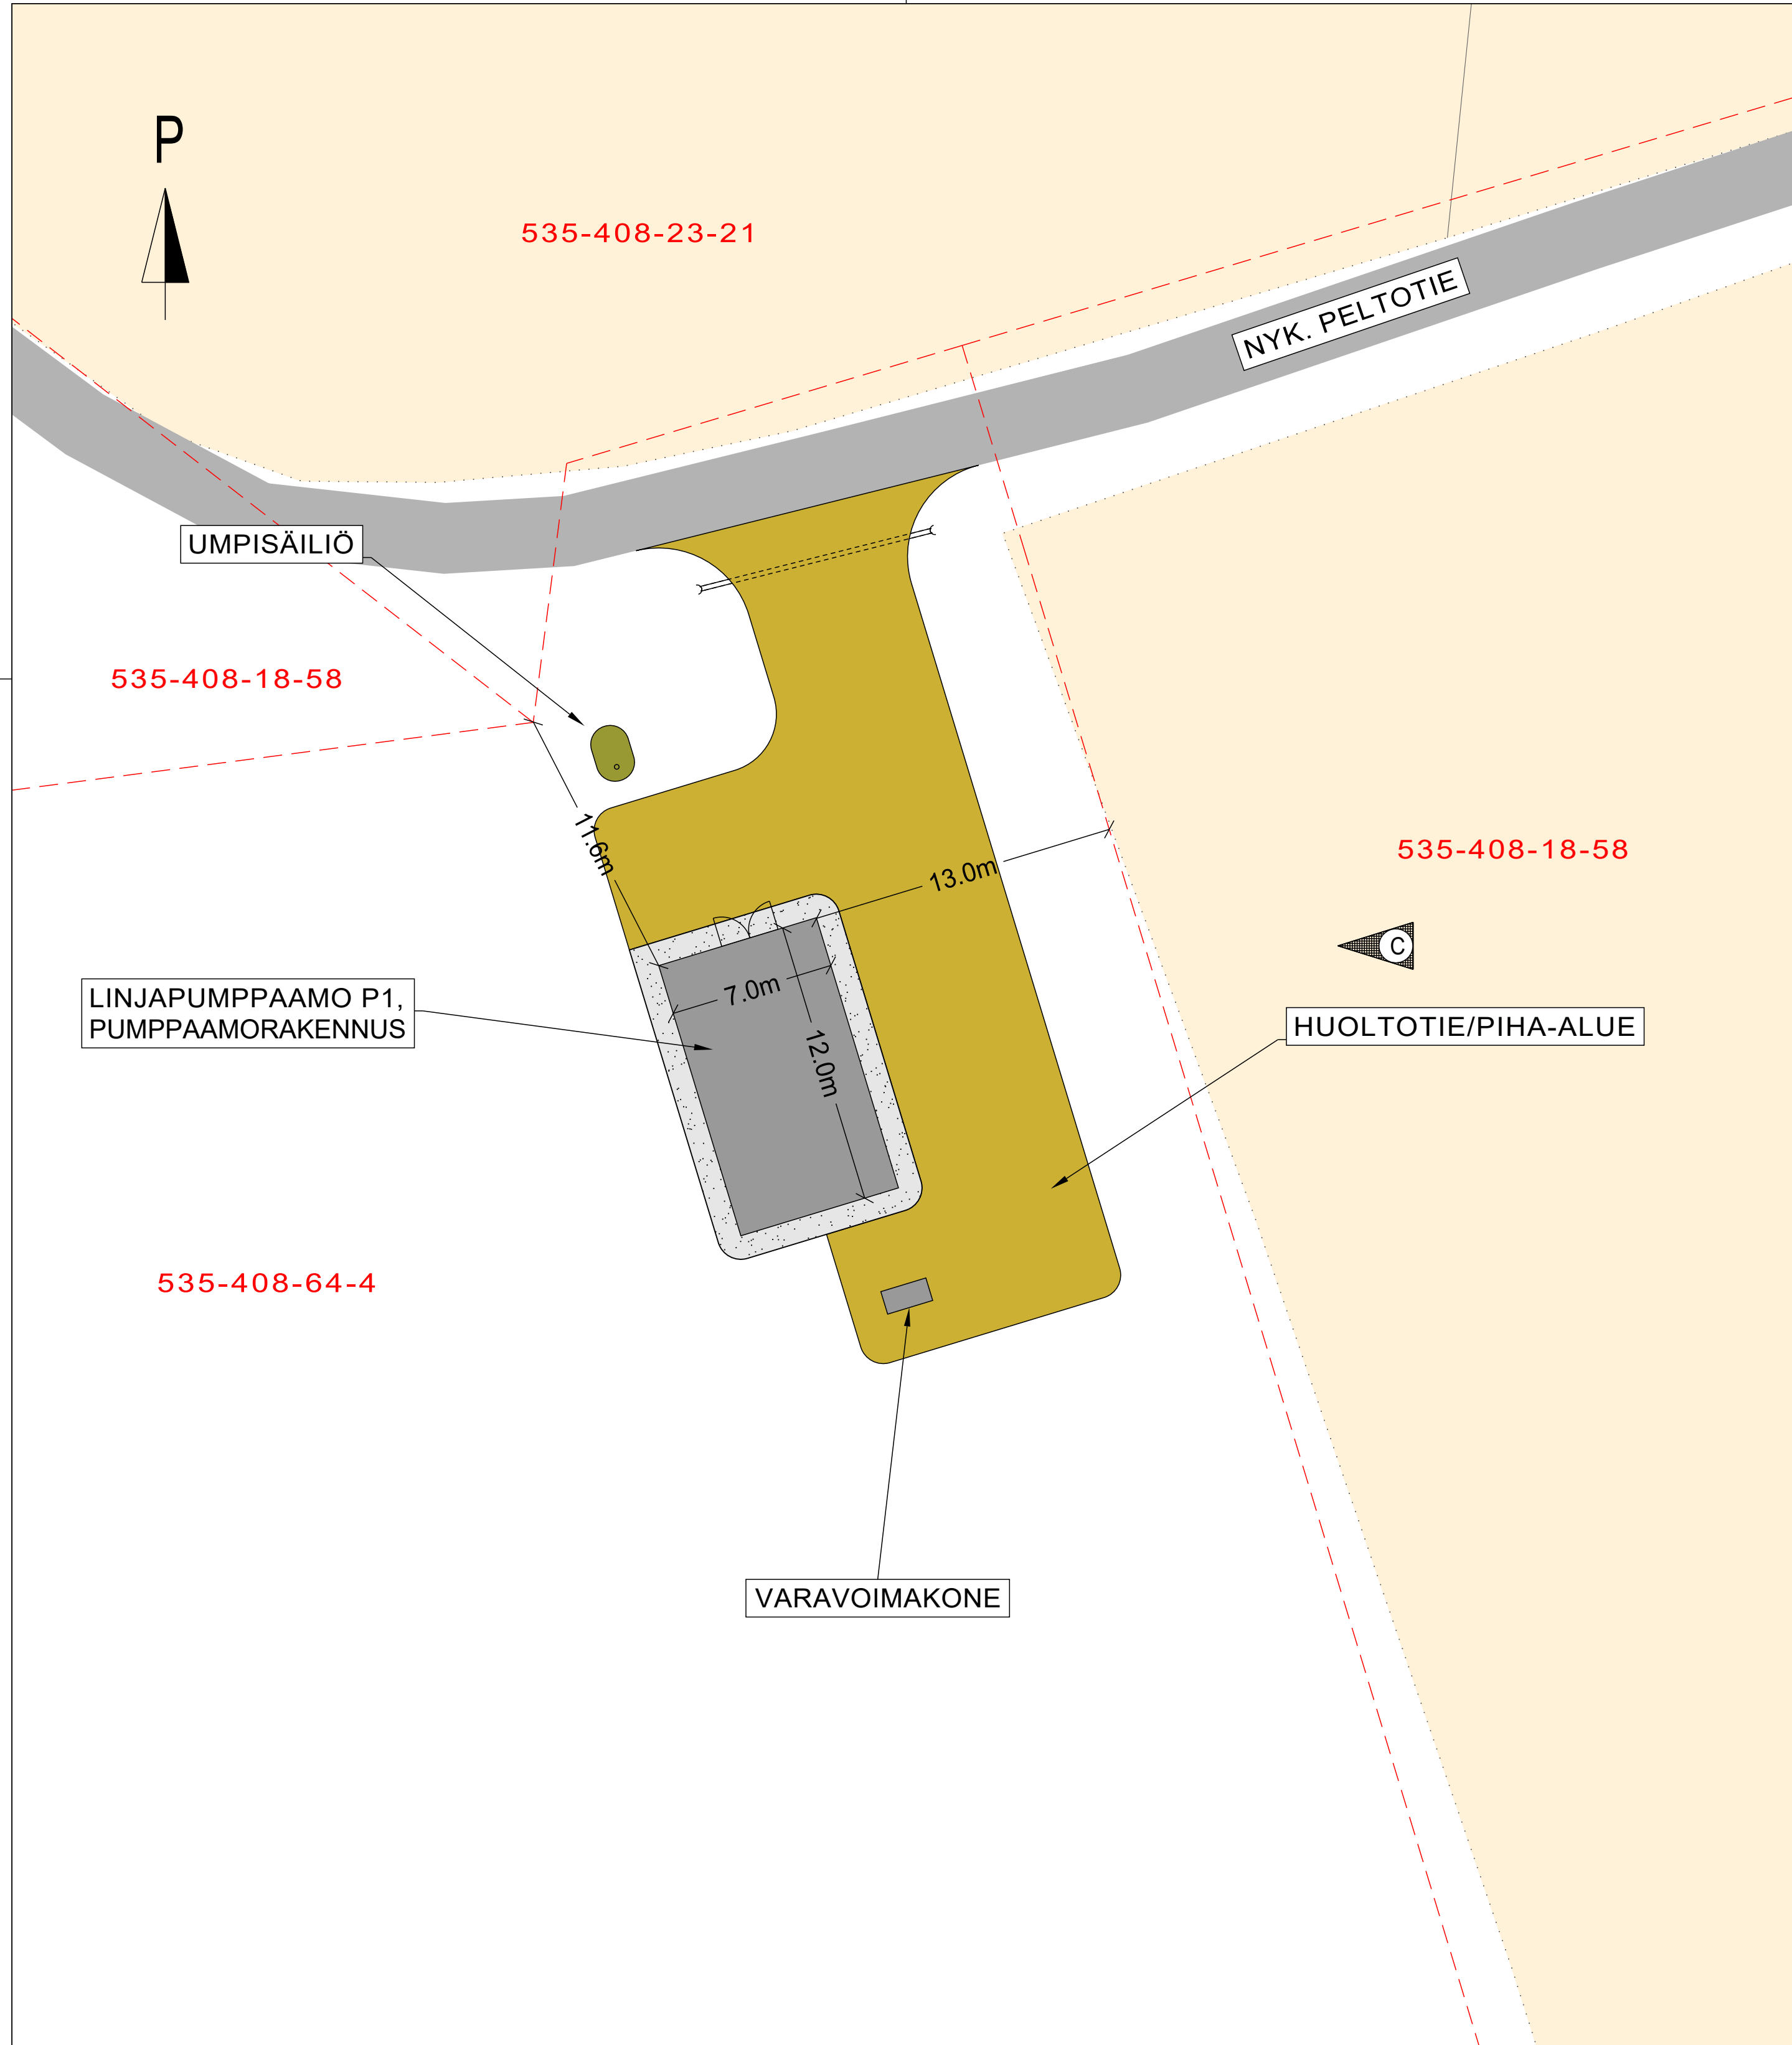 P
535-408-23-21
NYK. PELTOTIE
UMPISÄILIÖ
535-408-18-58
11.6m
13.0m
535-408-18-58
C
7.0m
LINJAPUMPPAAMO P1,
PUMPPAAMORAKENNUS
12.0m
HUOLTOTIE/PIHA-ALUE
535-408-64-4
VARAVOIMAKONE